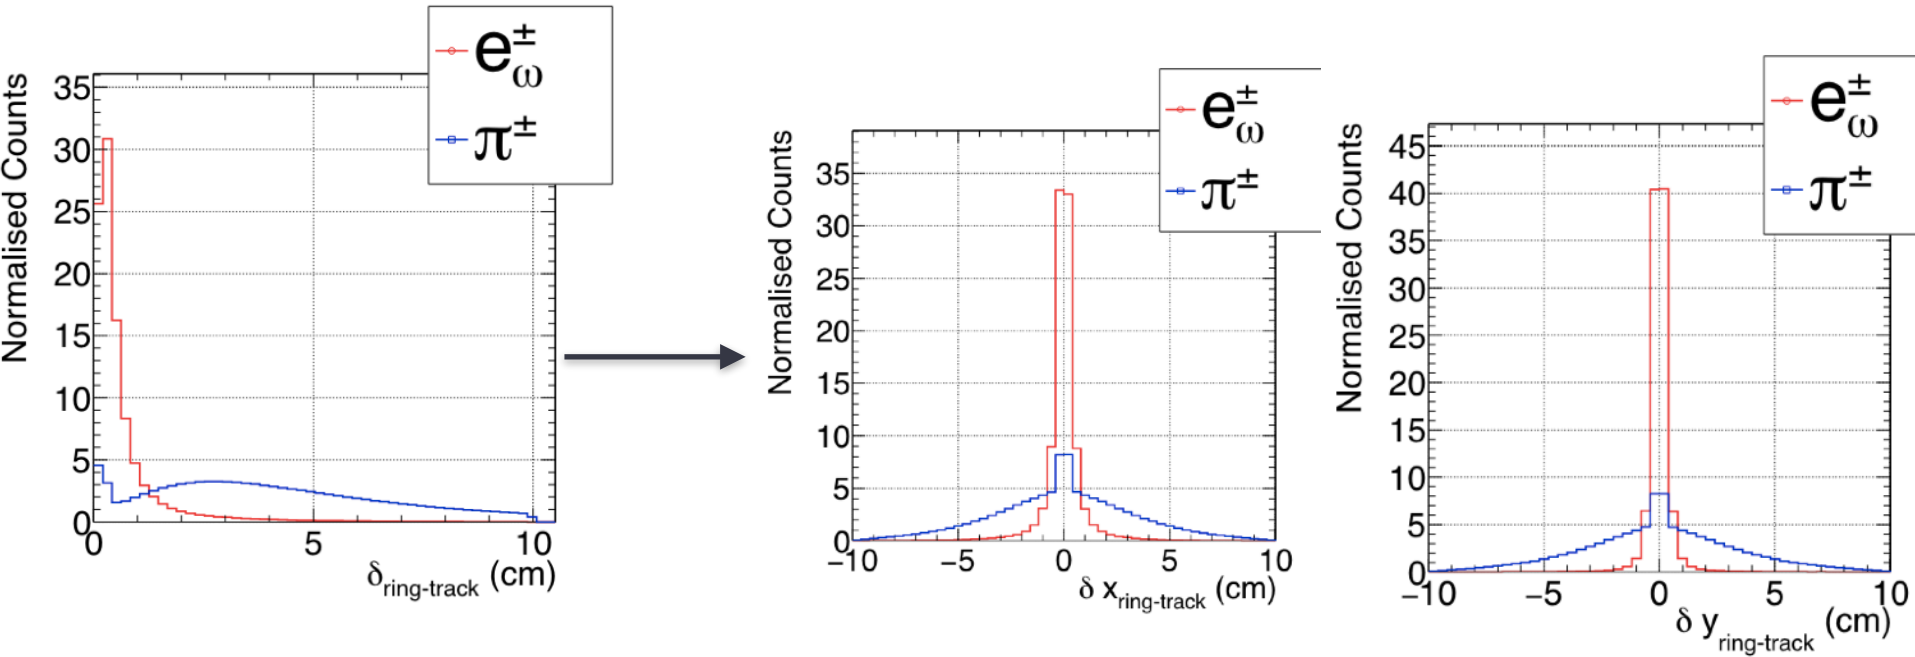 Normalised Counts
35
30
25
20
15
10
5
0
0 5 10
δring-track (cm)
e±ω
π±
Normalised Counts
35
30
25
20
15
10
5
0
−10 −5 0 5 10
δ xring-track (cm)
e±ω
π±
Normalised Counts
45
40
35
30
25
20
15
10
5
0
−10 −5 0 5 10
δ yring-track (cm)
e±ω
π±